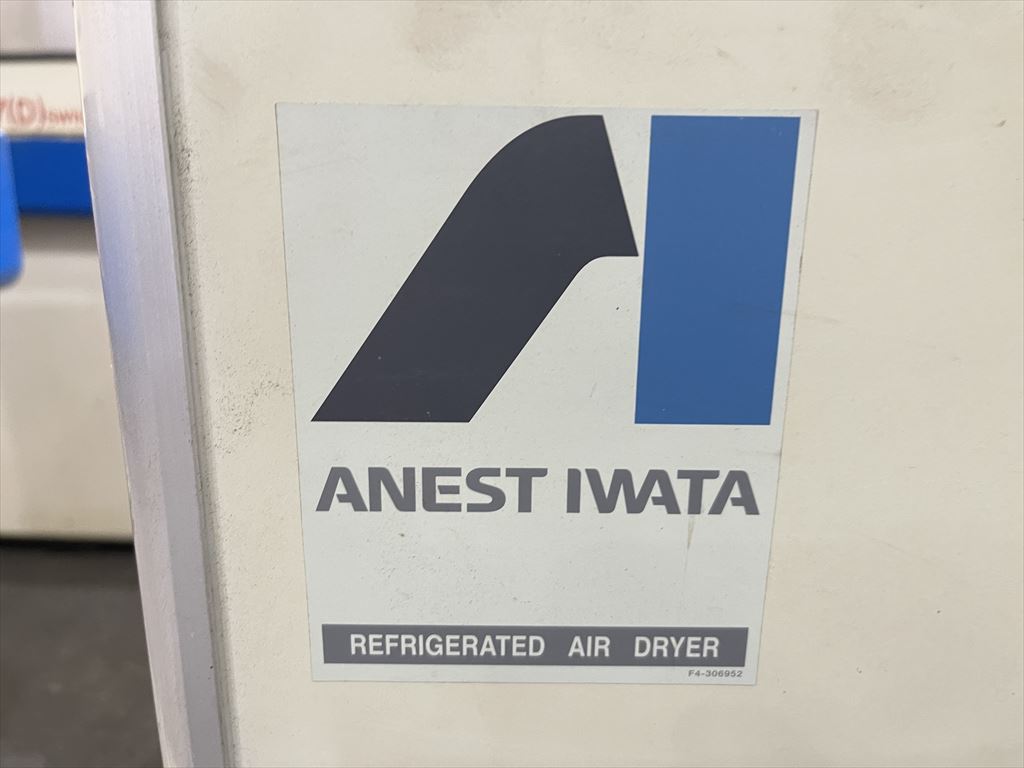 ANEST IWATA
REFRIGERATED AIR DRYER
F4-306952